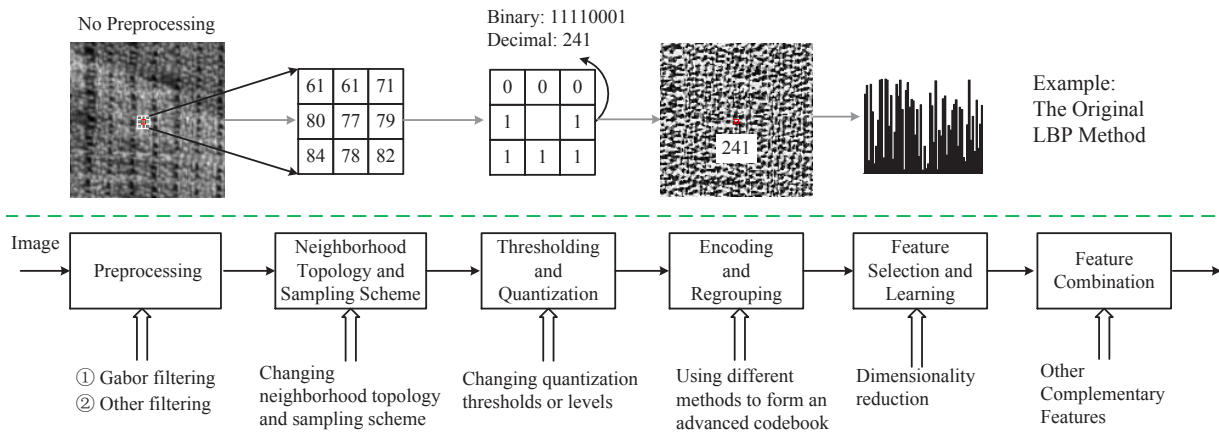 No Preprocessing
Binary: 11110001
Decimal: 241
61 61 71
80 77 79
84 78 82
0 0 0
1 1
1 1 1
241
Example:
The Original
LBP Method
Image
Preprocessing
Neighborhood
Topology and
Sampling Scheme
Thresholding
and
Quantization
Encoding
and
Regrouping
Feature
Selection and
Learning
Feature
Combination
① Gabor filtering
② Other filtering
Changing
neighborhood topology
and sampling scheme
Changing quantization
thresholds or levels
Using different
methods to form an
advanced codebook
Dimensionality
reduction
Other
Complementary
Features